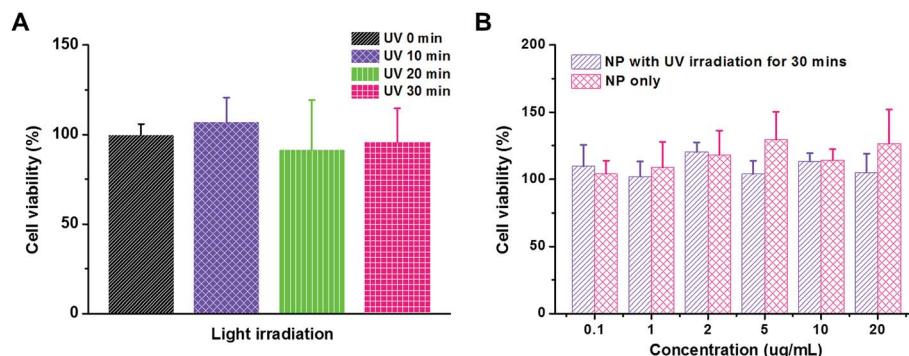 A
150
100
50
0
Cell viability (%)
UV 0 min
UV 10 min
UV 20 min
UV 30 min
Light irradiation
B
200
150
100
50
0
Cell viability (%)
NP with UV irradiation for 30 mins
NP only
0.1 1 2 5 10 20
Concentration (ug/mL)